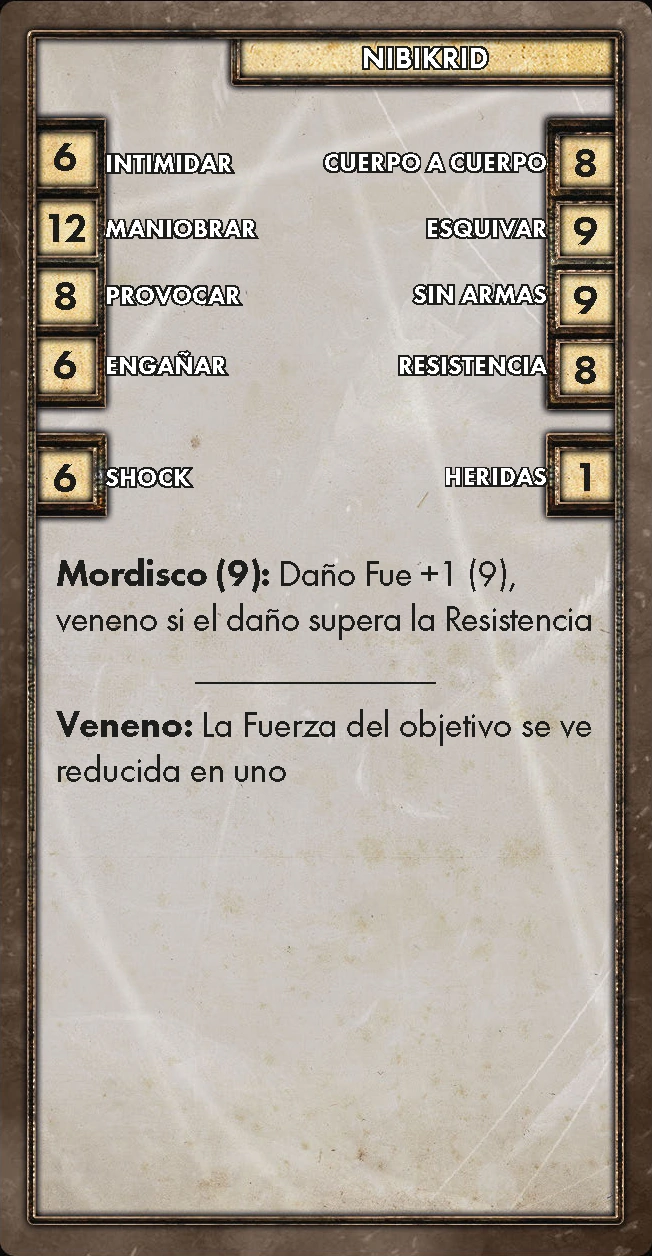 NIBIKRID
6 INTIMIDAR CUERPO A CUERPO 8
12 MANIOBRAR ESQUIVAR 9
8 PROVOCAR SIN ARMAS 9
6 ENGAÑAR RESISTENCIA 8
6 SHOCK HERIDAS 1
Mordisco (9): Daño Fue +1 (9),
veneno si el daño supera la Resistencia
Veneno: La Fuerza del objetivo se ve
reducida en uno